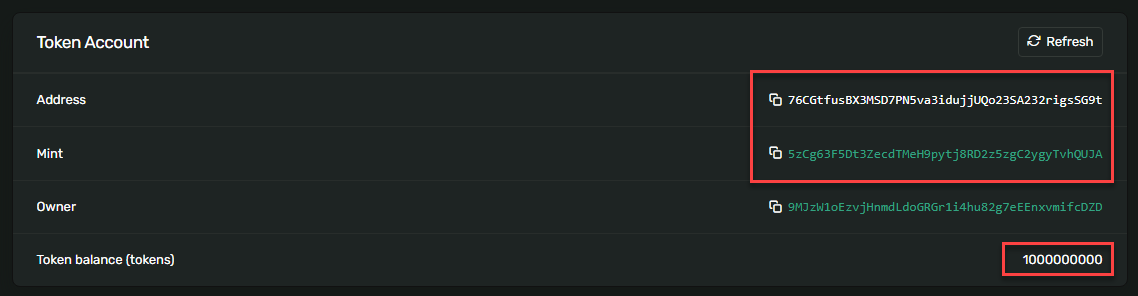 Token Account
Refresh
Address
76CGtfusBX3MSD7PN5va3idujjUQo23SA232rigsSG9t
Mint
5zCg63F5Dt3ZecdTMeH9pytj8RD2z5zgC2ygyTvhQUJA
Owner
9MJzW1oEzvjHnmdLdoGRGr1i4hu82g7eEEnxvmifcDZD
Token balance (tokens)
1000000000